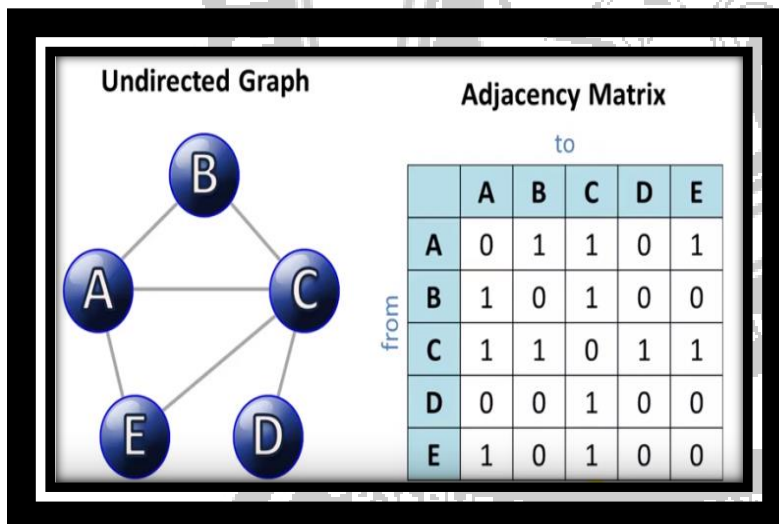 Undirected Graph
B
A
C
E
D
Adjacency Matrix
to
from
A B C D E
A 0 1 1 0 1
B 1 0 1 0 0
C 1 1 0 1 1
D 0 0 1 0 0
E 1 0 1 0 0